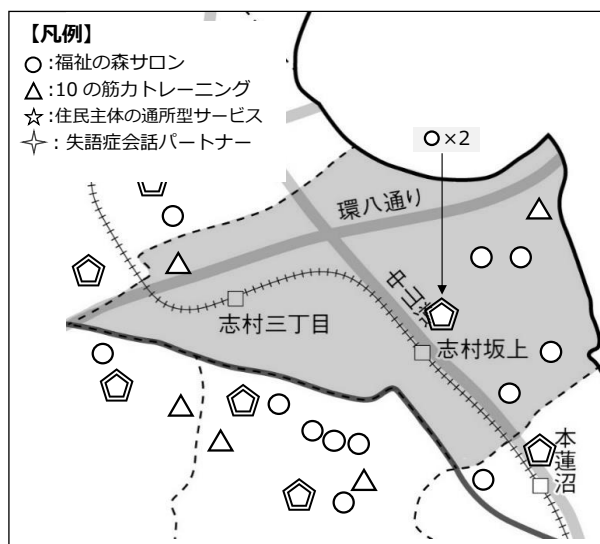 【凡例】
○:福祉の森サロン
△:10の筋力トレーニング
☆:住民主体の通所型サービス
✧:失語症会話パートナー
○×2
環八通り
中山道
志村三丁目
志村坂上
本蓮沼